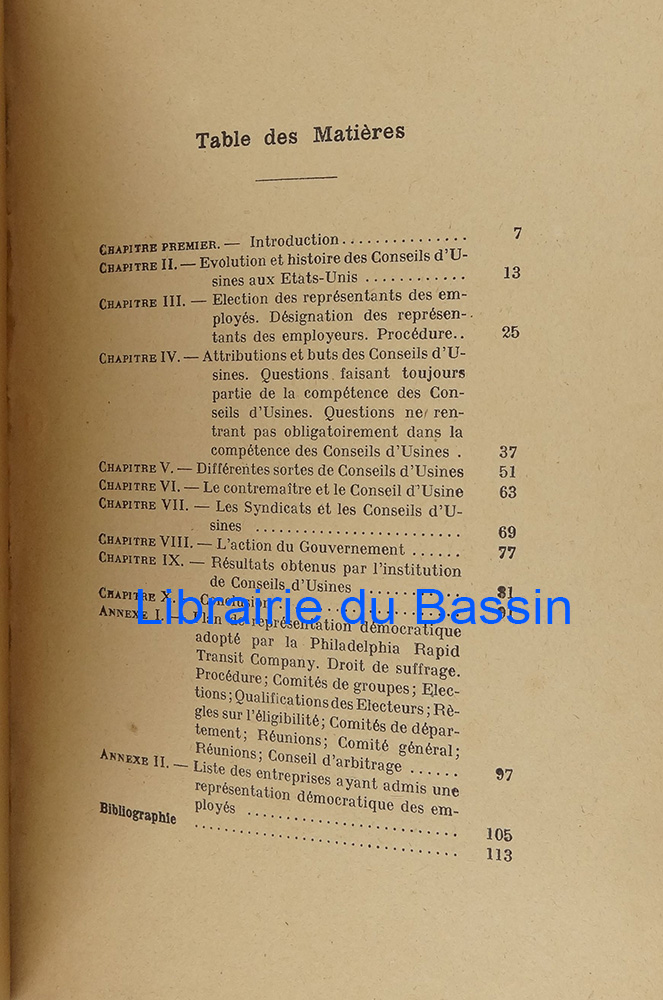 Table des Matières
CHAPITRE PREMIER. — Introduction............... 7
CHAPITRE II. — Evolution et histoire des Conseils d'U-
sines aux Etats-Unis ............ 13
CHAPITRE III. — Election des représentants des em-
ployés. Désignation des représen-
tants des employeurs. Procédure.. 25
CHAPITRE IV. — Attributions et buts des Conseils d'U-
sines. Questions faisant toujours
partie de la compétence des Con-
seils d'Usines. Questions ne ren-
trant pas obligatoirement dans la
compétence des Conseils d'Usines . 37
CHAPITRE V. — Différentes sortes de Conseils d'Usines 51
CHAPITRE VI. — Le contremaître et le Conseil d'Usine 63
CHAPITRE VII. — Les Syndicats et les Conseils d'U-
sines ........................ 69
CHAPITRE VIII. — L'action du Gouvernement ...... 77
CHAPITRE IX. — Résultats obtenus par l'institution
de Conseils d'Usines .......... 81
CHAPITRE X. — Conclusion
ANNEXE I. — Plan de représentation démocratique
adopté par la Philadelphia Rapid
Transit Company. Droit de suffrage.
Procédure; Comités de groupes; Elec-
tions; Qualifications des Electeurs; Rè-
gles sur l'éligibilité; Comités de dépar-
tement; Réunions; Comité général;
Réunions; Conseil d'arbitrage ...... 97
ANNEXE II. — Liste des entreprises ayant admis une
représentation démocratique des em-
ployés ........................ 105
Bibliographie ............................... 113
Librairie du Bassin